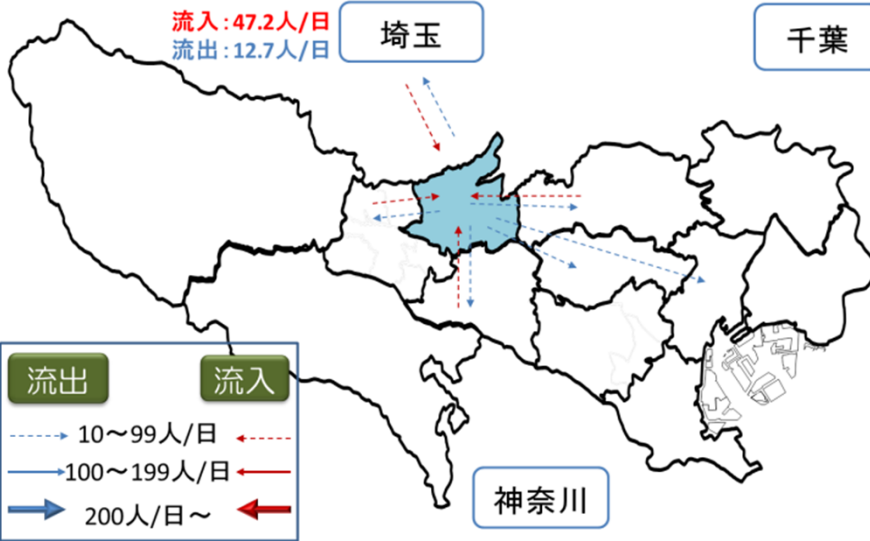 流入:47.2人/日
流出:12.7人/日
埼玉
千葉
流出
流入
10～99人/日
100～199人/日
200人/日～
神奈川